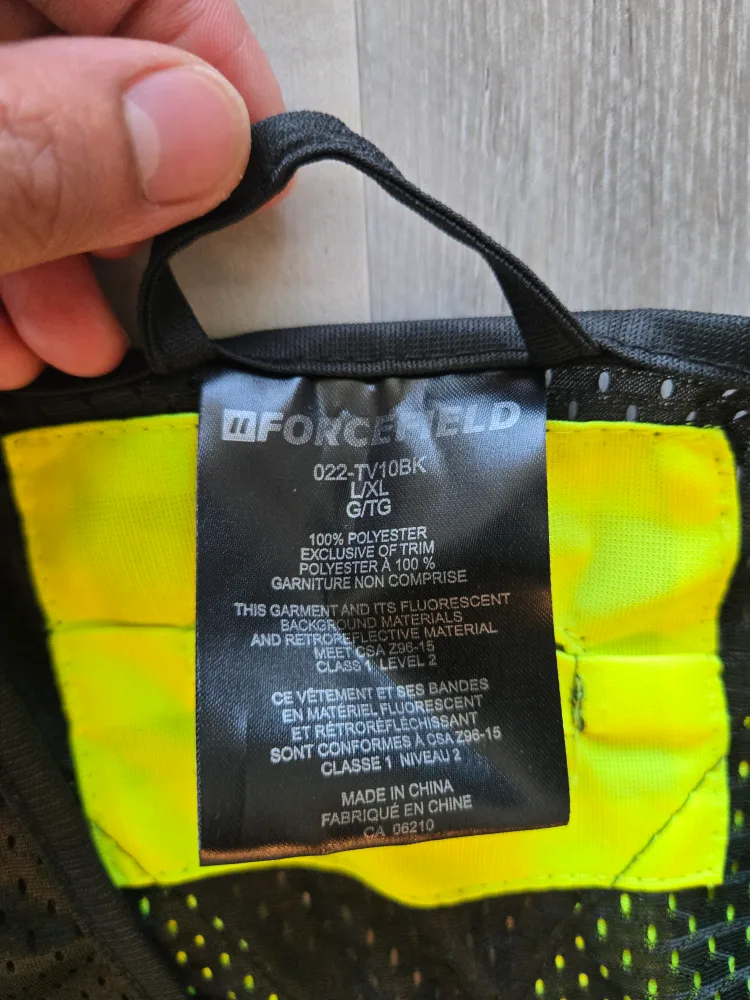 FORCEFIELD
022-TV10BK
L/XL
G/TG
100% POLYESTER
EXCLUSIVE OF TRIM
POLYESTER À 100 %
GARNITURE NON COMPRISE
THIS GARMENT AND ITS FLUORESCENT
BACKGROUND MATERIALS
AND RETROREFLECTIVE MATERIAL
MEET CSA Z96-15
CLASS 1 LEVEL 2
CE VÊTEMENT ET SES BANDES
EN MATÉRIEL FLUORESCENT
ET RÉTRORÉFLÉCHISSANT
SONT CONFORMES À CSA Z96-15
CLASSE 1 NIVEAU 2
MADE IN CHINA
FABRIQUÉ EN CHINE
CA 06210